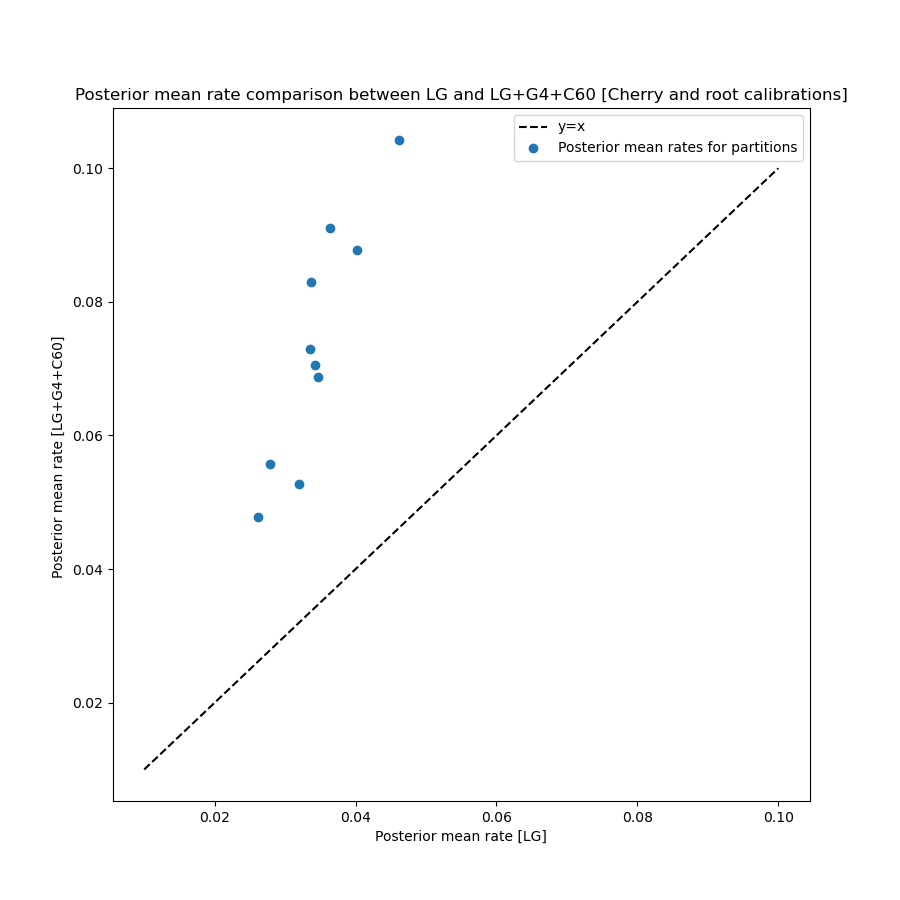 Posterior mean rate comparison between LG and LG+G4+C60 [Cherry and root calibrations]
y=x
Posterior mean rates for partitions
0.10
0.08
0.06
0.04
0.02
Posterior mean rate [LG+G4+C60]
0.02 0.04 0.06 0.08 0.10
Posterior mean rate [LG]